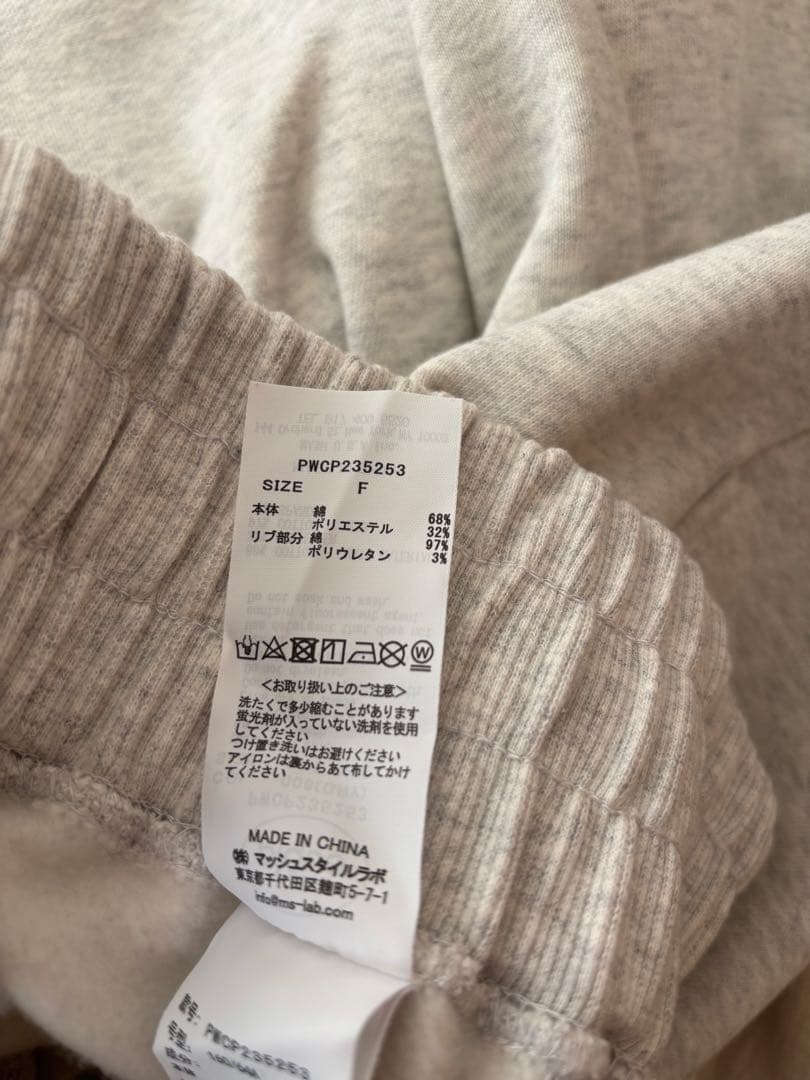 PWCP235253
SIZE F
本体 綿 68%
ポリエステル 32%
リブ部分 綿 97%
ポリウレタン 3%
W
<お取り扱い上のご注意>
洗たくで多少縮むことがあります
蛍光剤が入っていない洗剤を使用
してください
つけ置き洗いはお避けください
アイロンは裏からあて布してかけ
てください
MADE IN CHINA
㈱マッシュスタイルラボ
東京都千代田区麹町5-7-1
info@ms-lab.com
款号: PWCP235253
号型: